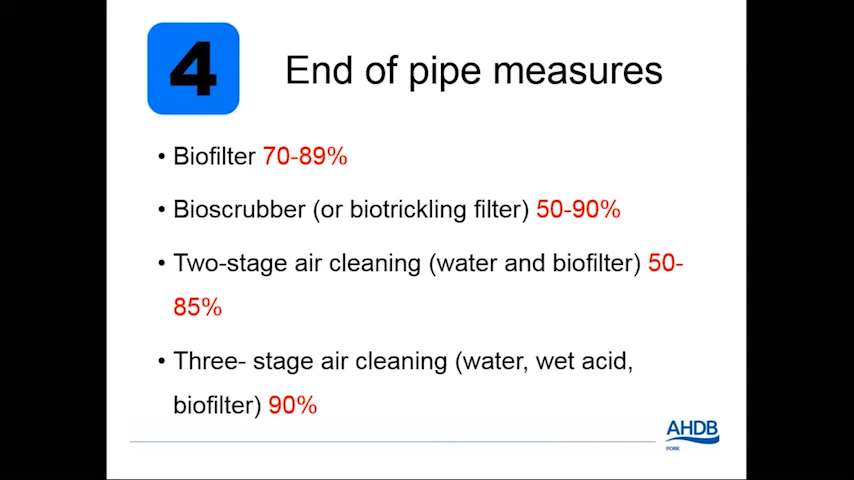 4
End of pipe measures
• Biofilter 70-89%
• Bioscrubber (or biotrickling filter) 50-90%
• Two-stage air cleaning (water and biofilter) 50-
85%
• Three- stage air cleaning (water, wet acid,
biofilter) 90%
AHDB
PORK